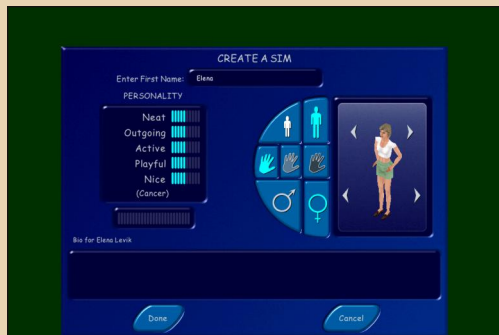 CREATE A SIM
Enter First Name: Elena
PERSONALITY
Neat
Outgoing
Active
Playful
Nice
(Cancer)
Bio for Elena Levik
Done
Cancel